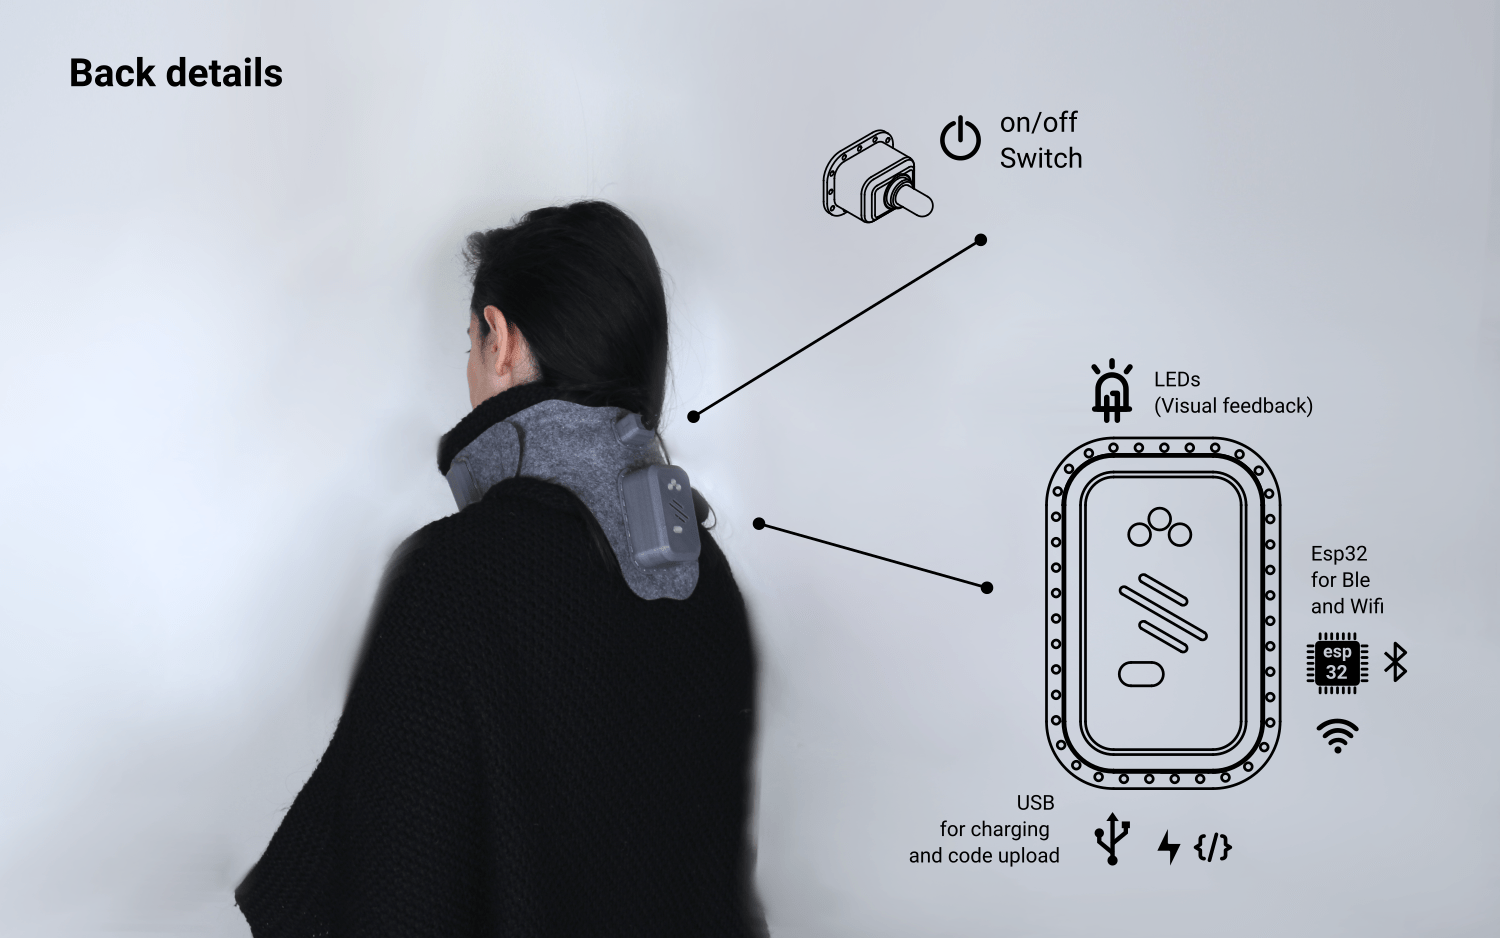 Back details
on/off
Switch
LEDs
(Visual feedback)
Esp32
for Ble
and Wifi
esp
32
USB
for charging
and code upload
{/}